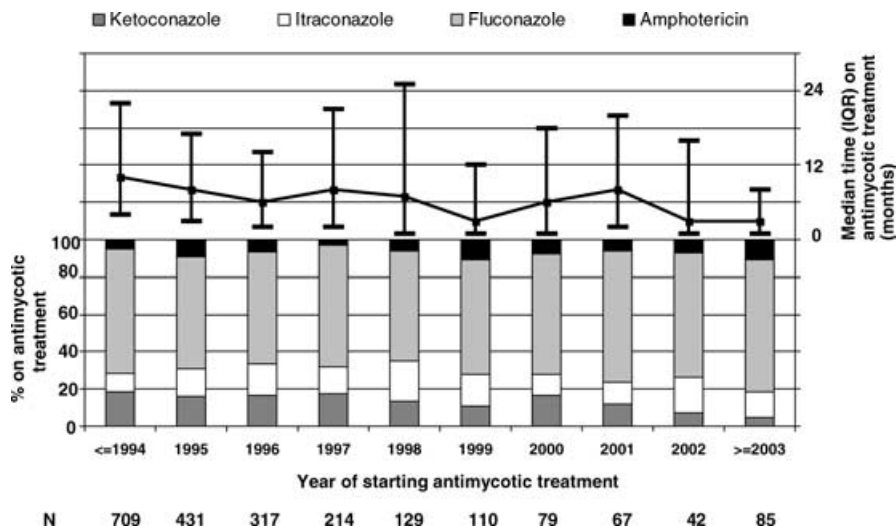 Ketoconazole Itraconazole Fluconazole Amphotericin
24
12
0
Median time (IQR) on
antimycotic treatment
(months)
100
80
60
40
20
0
% on antimycotic
treatment
<=1994 1995 1996 1997 1998 1999 2000 2001 2002 >=2003
Year of starting antimycotic treatment
N 709 431 317 214 129 110 79 67 42 85